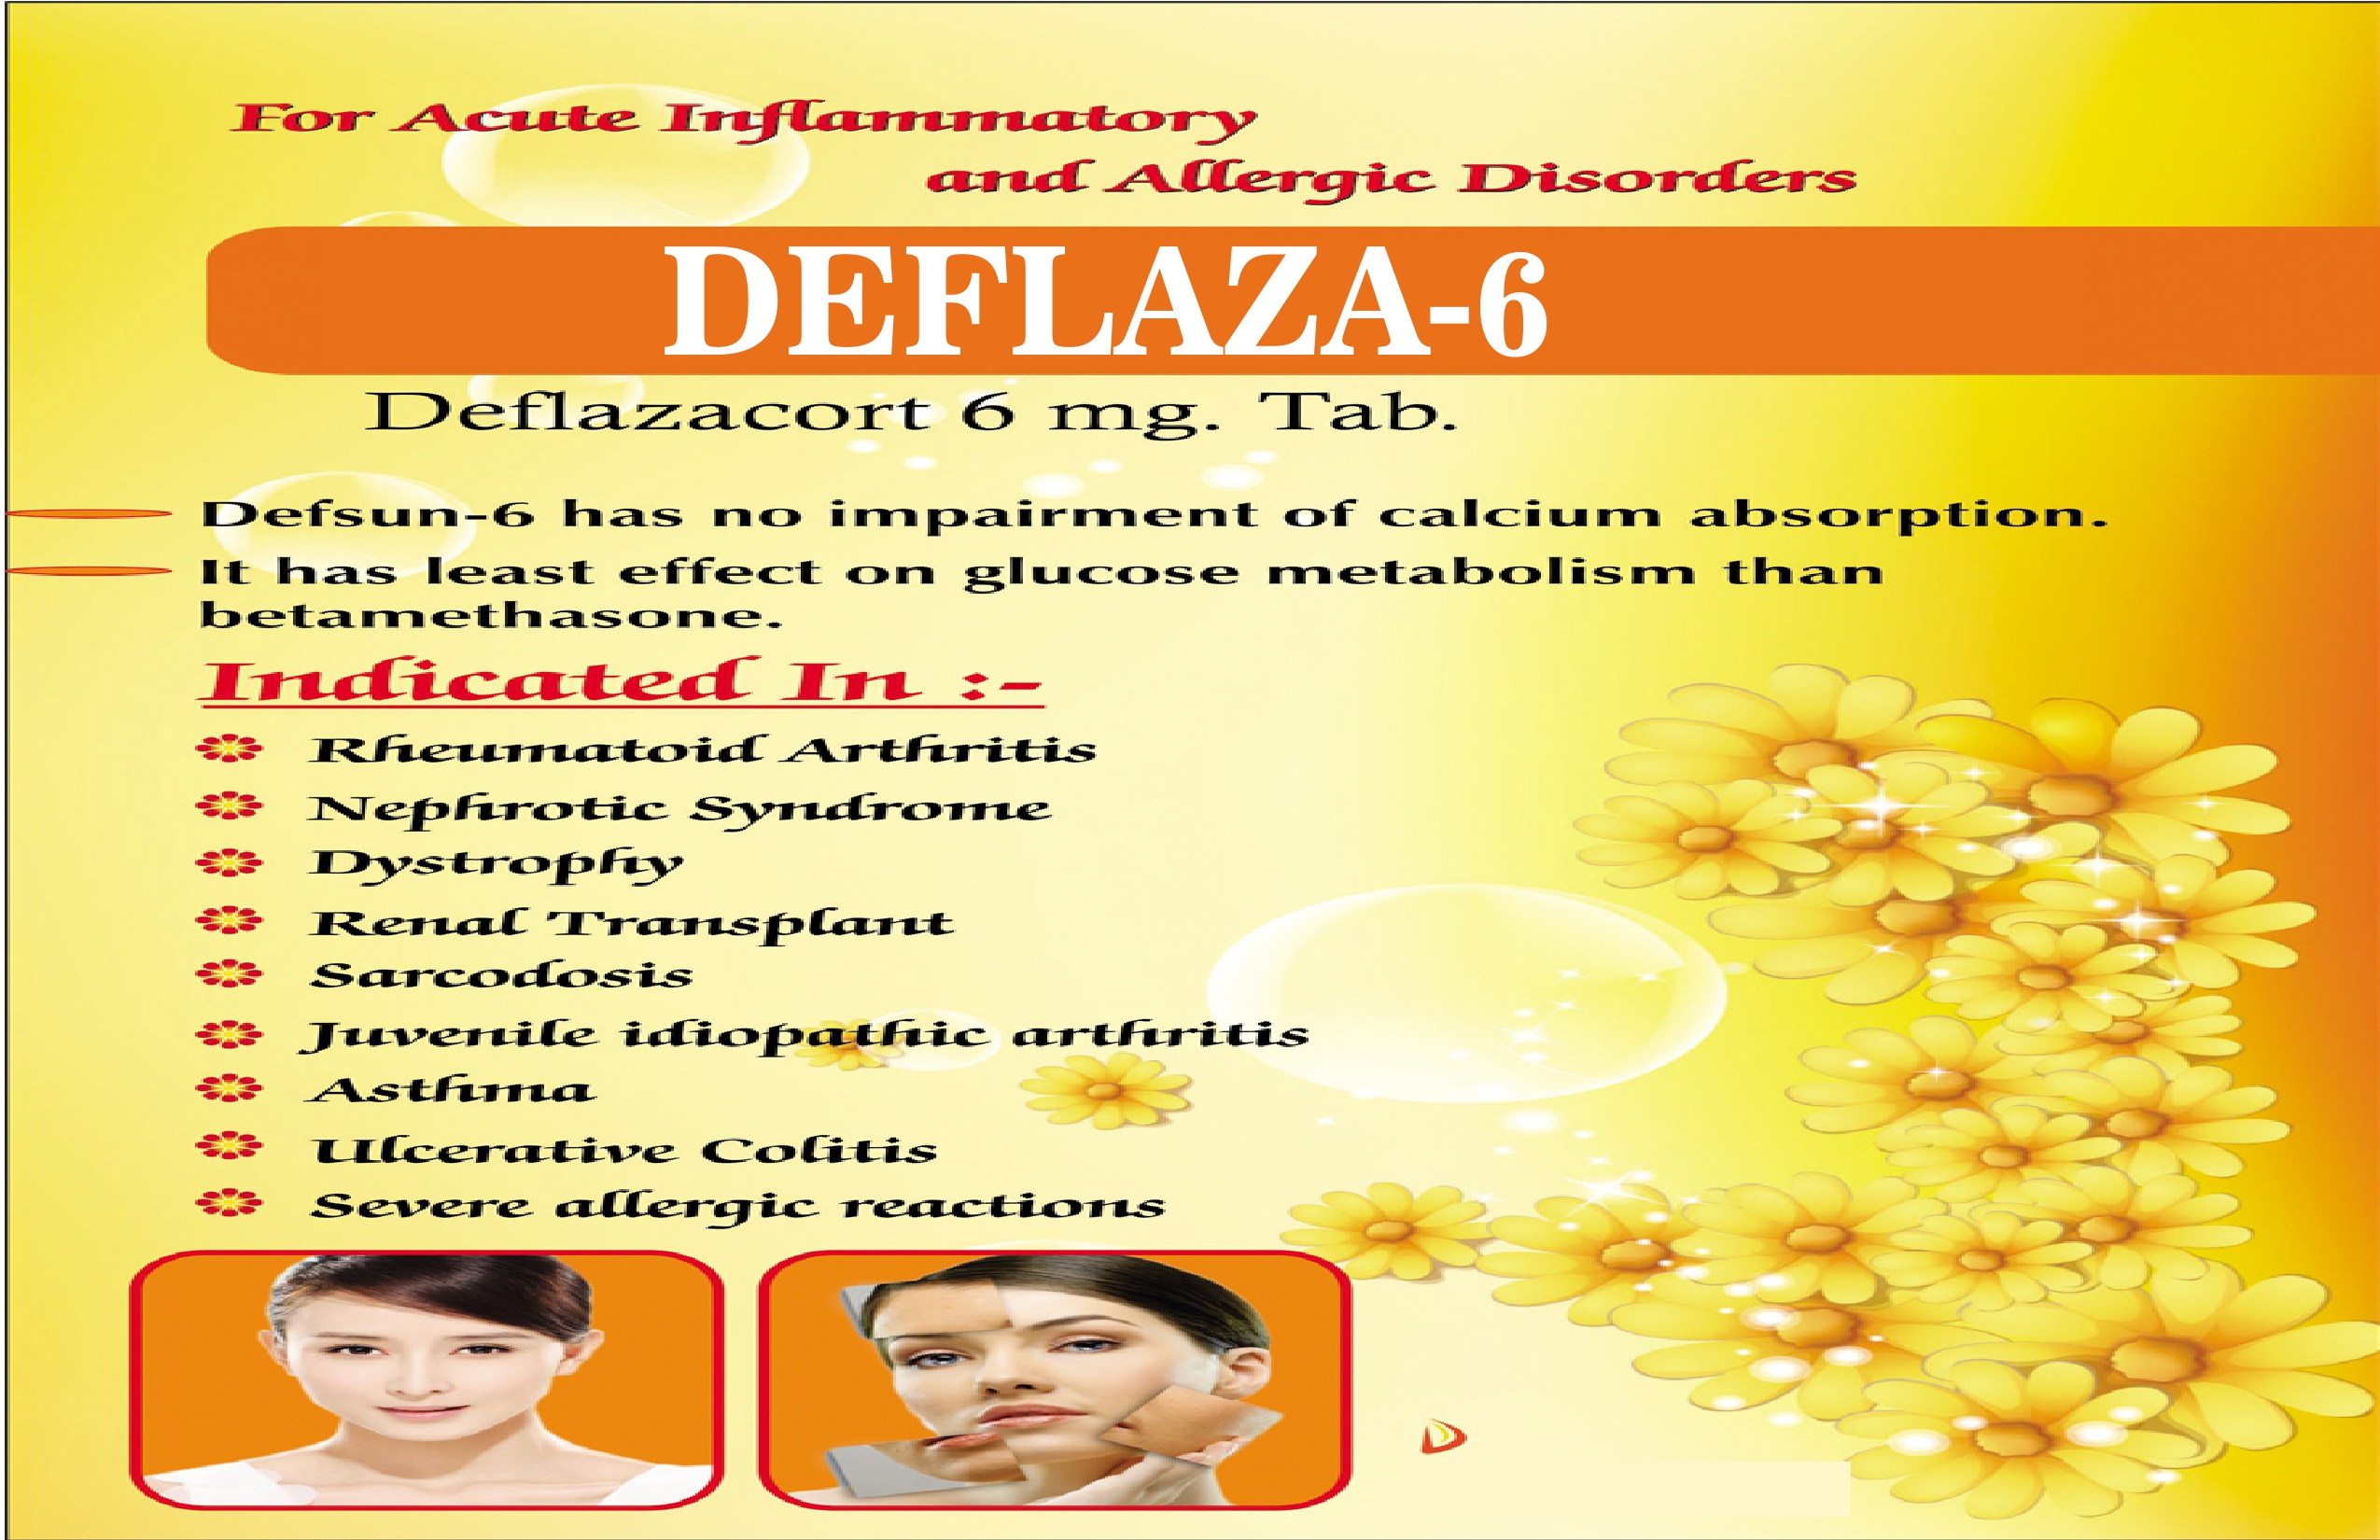 For Acute Inflammatory
and Allergic Disorders
DEFLAZA-6
Deflazacort 6 mg. Tab.
Defsun-6 has no impairment of calcium absorption.
It has least effect on glucose metabolism than
betamethasone.
Indicated In :-
Rheumatoid Arthritis
Nephrotic Syndrome
Dystrophy
Renal Transplant
Sarcodosis
Juvenile idiopathic arthritis
Asthma
Ulcerative Colitis
Severe allergic reactions